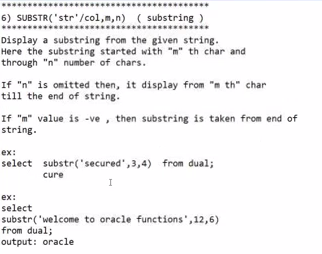 ****************************************
6) SUBSTR('str'/col,m,n)  ( substring )
****************************************
Display a substring from the given string.
Here the substring started with "m" th char and
through "n" number of chars.
If "n" is omitted then, it display from "m th" char
till the end of string.
If "m" value is -ve , then substring is taken from end of
string.
ex:
select  substr('secured',3,4)  from dual;
cure
ex:
select
substr('welcome to oracle functions',12,6)
from dual;
output: oracle